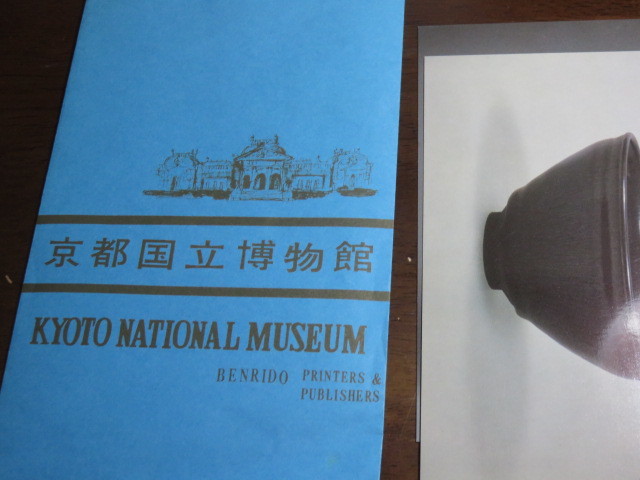 京都国立博物館
KYOTO NATIONAL MUSEUM
BENRIDO PRINTERS &
PUBLISHERS